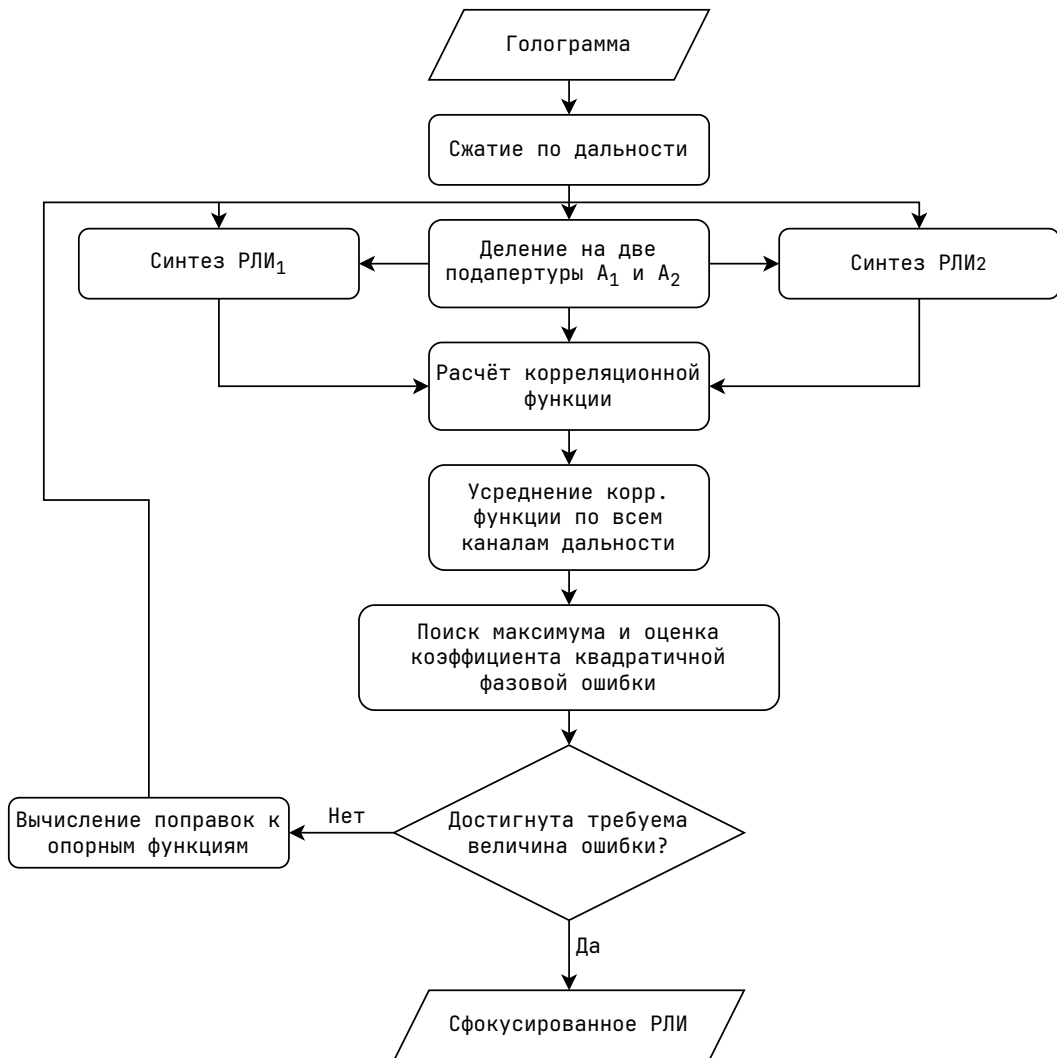 Голограмма
Сжатие по дальности
Синтез РЛИ₁
Деление на две
подапертуры А₁ и А₂
Синтез РЛИ2
Расчёт корреляционной
функции
Усреднение корр.
функции по всем
каналам дальности
Поиск максимума и оценка
коэффициента квадратичной
фазовой ошибки
Вычисление поправок к
опорным функциям
Нет
Достигнута требуема
величина ошибки?
Да
Сфокусированное РЛИ